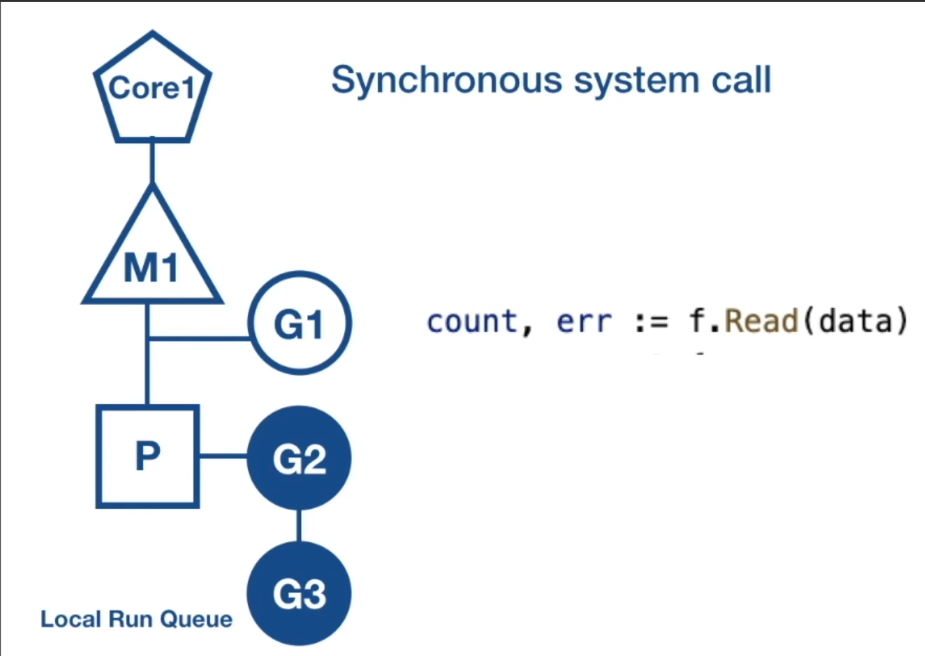 Core1
Synchronous system call
M1
G1
count, err := f.Read(data)
P
G2
G3
Local Run Queue